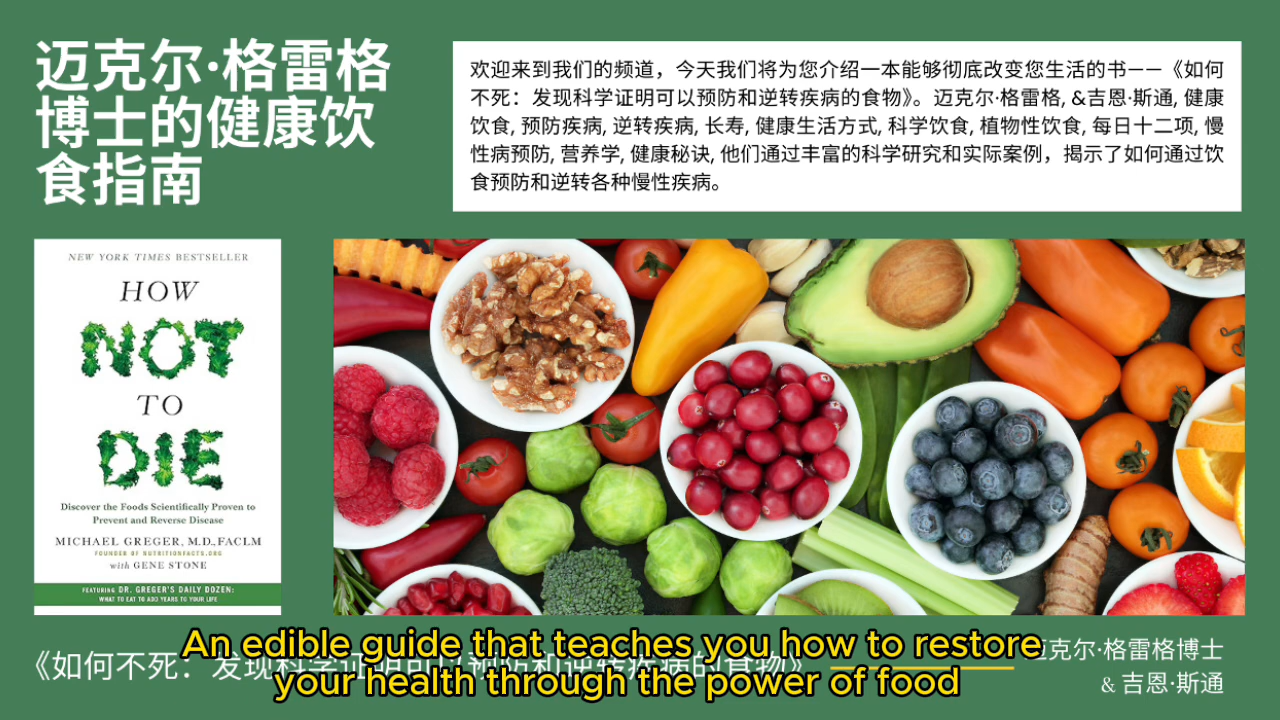 迈克尔·格雷格
博士的健康饮
食指南
欢迎来到我们的频道，今天我们将为您介绍一本能够彻底改变您生活的书——《如何
不死：发现科学证明可以预防和逆转疾病的食物》。迈克尔·格雷格, &吉恩·斯通, 健康
饮食, 预防疾病, 逆转疾病, 长寿, 健康生活方式, 科学饮食, 植物性饮食, 每日十二项, 慢
性病预防, 营养学, 健康秘诀, 他们通过丰富的科学研究和实际案例，揭示了如何通过饮
食预防和逆转各种慢性疾病。
NEW YORK TIMES BESTSELLER
HOW
NOT
TO
DIE
Discover the Foods Scientifically Proven to
Prevent and Reverse Disease
MICHAEL GREGER, M.D., FACLM
FOUNDER OF NUTRITIONFACTS.ORG
with GENE STONE
FEATURING DR. GREGER'S DAILY DOZEN:
WHAT TO EAT TO ADD YEARS TO YOUR LIFE
《如何不死：发现科学证明可以预防和逆转疾病的食物》
迈克尔·格雷格博士
& 吉恩·斯通
An edible guide that teaches you how to restore
your health through the power of food